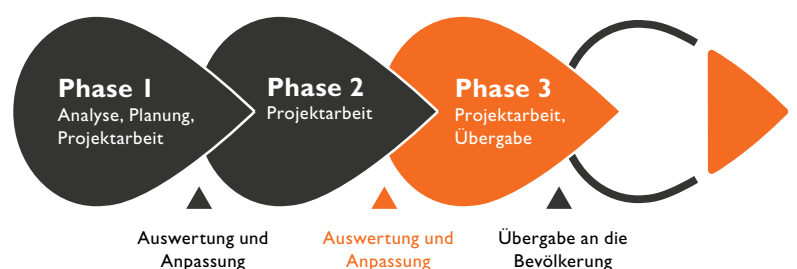 Phase 1
Analyse, Planung,
Projektarbeit
Phase 2
Projektarbeit
Phase 3
Projektarbeit,
Übergabe
Auswertung und
Anpassung
Auswertung und
Anpassung
Übergabe an die
Bevölkerung